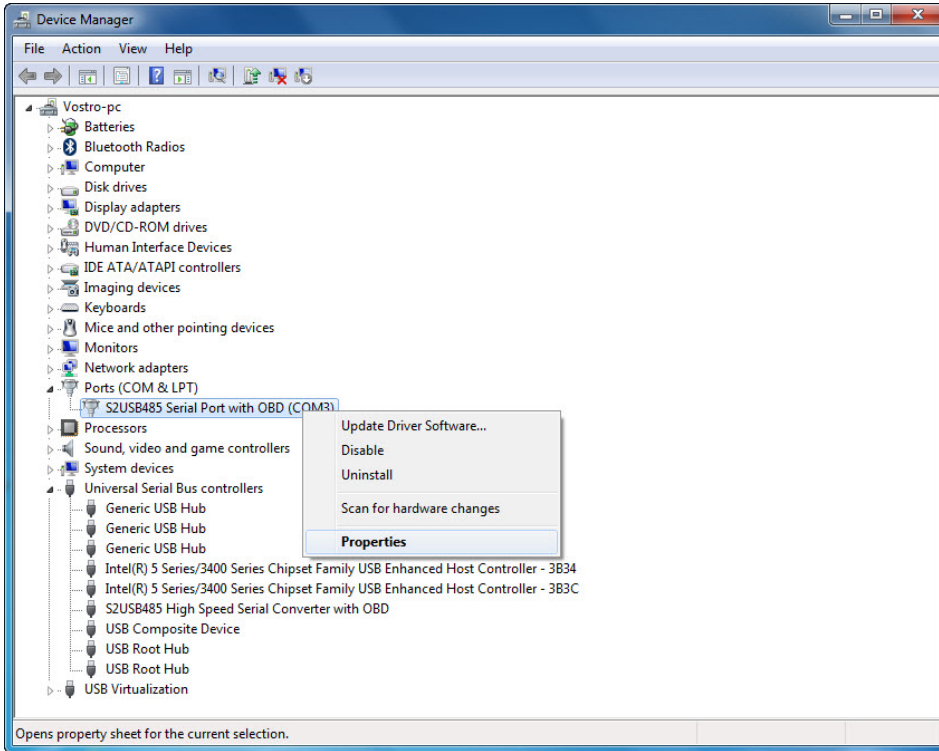 Device Manager
File Action View Help
Vostro-pc
Batteries
Bluetooth Radios
Computer
Disk drives
Display adapters
DVD/CD-ROM drives
Human Interface Devices
IDE ATA/ATAPI controllers
Imaging devices
Keyboards
Mice and other pointing devices
Monitors
Network adapters
Ports (COM & LPT)
S2USB485 Serial Port with OBD (COM3)
Processors
Sound, video and game controllers
System devices
Universal Serial Bus controllers
Generic USB Hub
Generic USB Hub
Generic USB Hub
Intel(R) 5 Series/3400 Series Chipset Family USB Enhanced Host Controller - 3B34
Intel(R) 5 Series/3400 Series Chipset Family USB Enhanced Host Controller - 3B3C
S2USB485 High Speed Serial Converter with OBD
USB Composite Device
USB Root Hub
USB Root Hub
USB Virtualization
Update Driver Software...
Disable
Uninstall
Scan for hardware changes
Properties
Opens property sheet for the current selection.